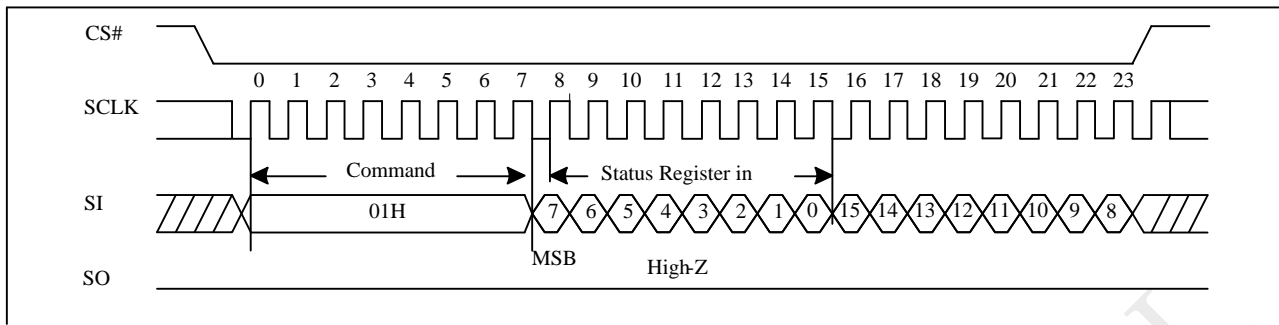 CS#
0 1 2 3 4 5 6 7 8 9 10 11 12 13 14 15 16 17 18 19 20 21 22 23
SCLK
Command Status Register in
SI 01H 7 6 5 4 3 2 1 0 15 14 13 12 11 10 9 8
MSB High-Z
SO